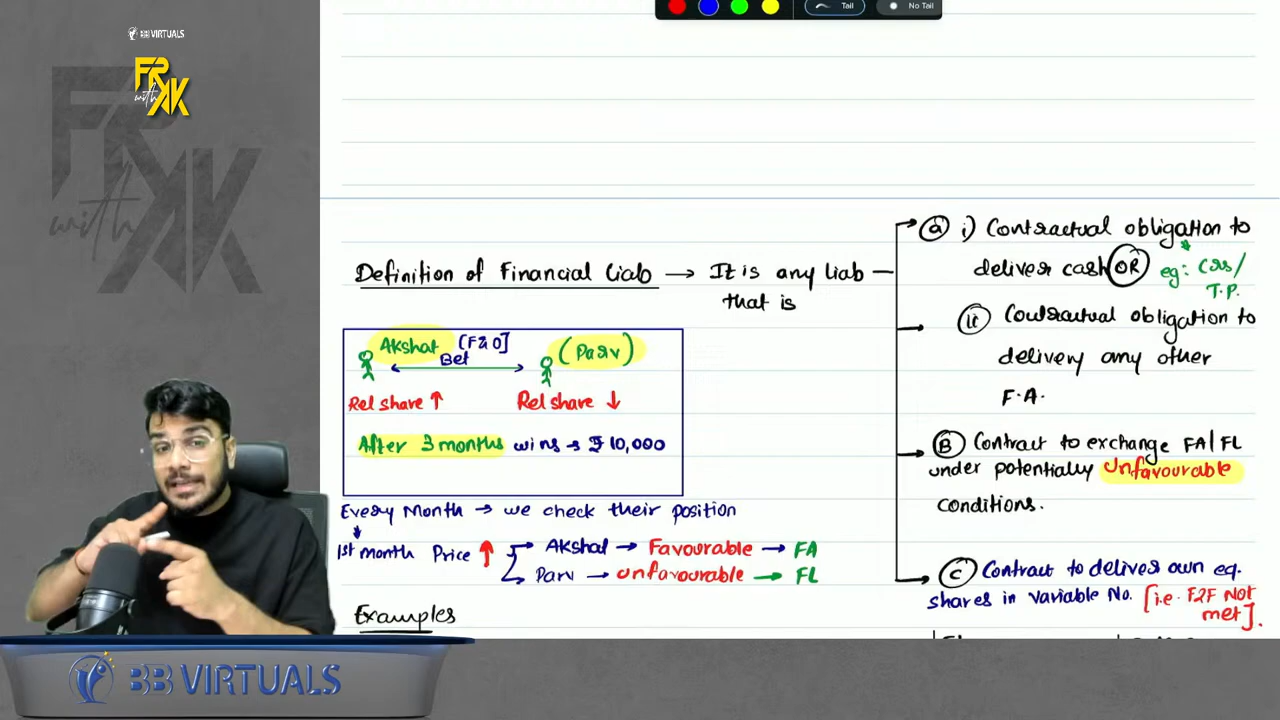 BB VIRTUALS
FR
with
KK
FR
with
KK
Tail
No Tail
Definition of Financial Liab → It is any liab
that is
Akshat [F&O] (Parv)
Bet
Rel share ↑ Rel share ↓
After 3 months wins → ₹ 10,000
Every Month → we check their position
1st month Price ↑ Akshat → Favourable → FA
Parv → unfavourable → FL
Examples
(a) i) Contractual obligation to
deliver cash OR eg: Crs/
T.P.
(ii) Contractual obligation to
delivery any other
F.A.
(B) Contract to exchange FA/FL
under potentially Unfavourable
conditions.
(C) Contract to deliver own eq.
shares in variable No. [i.e. F2F Not
met].
BB VIRTUALS